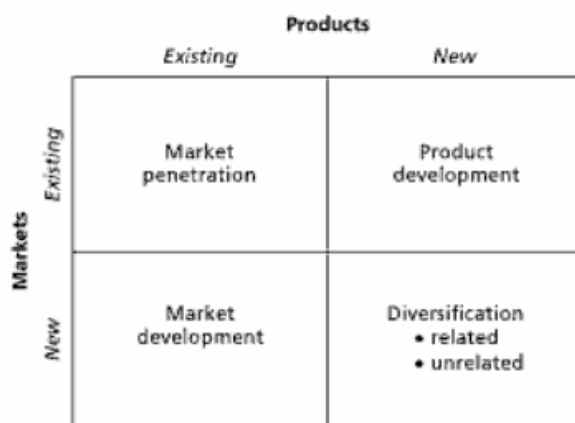 Products
Existing New
Existing
Market
penetration
Product
development
Markets
New
Market
development
Diversification
• related
• unrelated